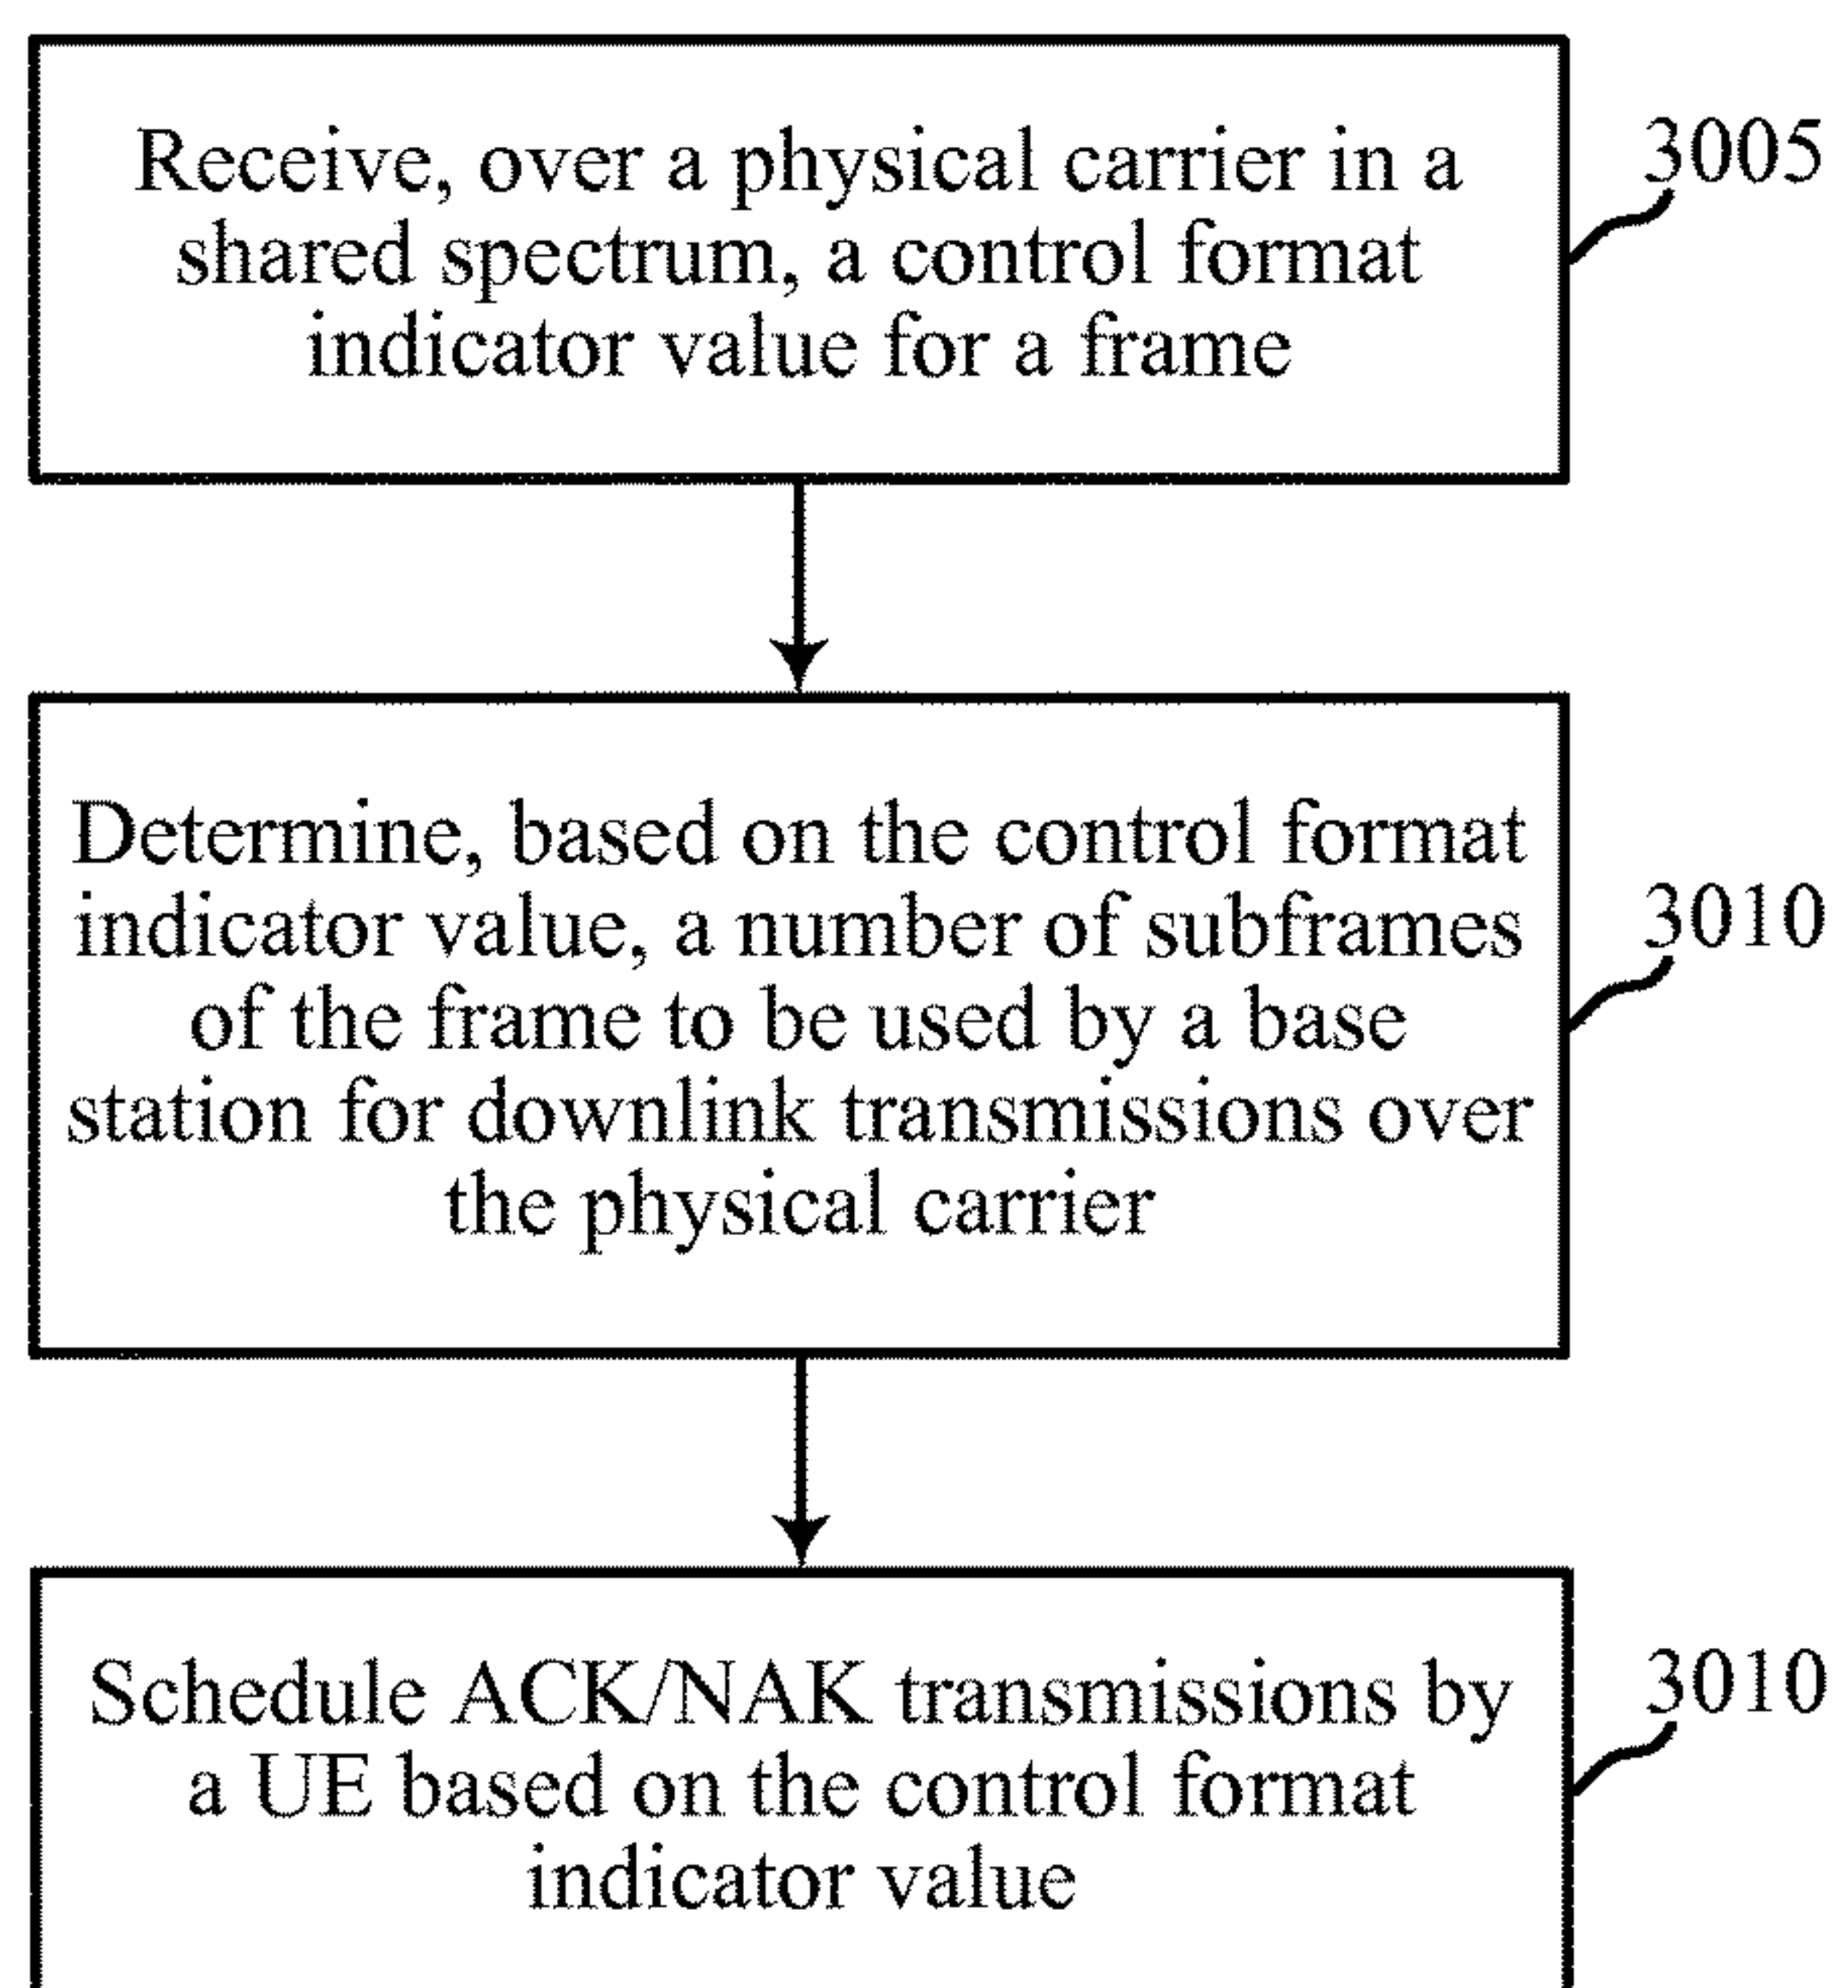 Receive, over a physical carrier in a
shared spectrum, a control format
indicator value for a frame
3005
Determine, based on the control format
indicator value, a number of subframes
of the frame to be used by a base
station for downlink transmissions over
the physical carrier
3010
Schedule ACK/NAK transmissions by
a UE based on the control format
indicator value
3010